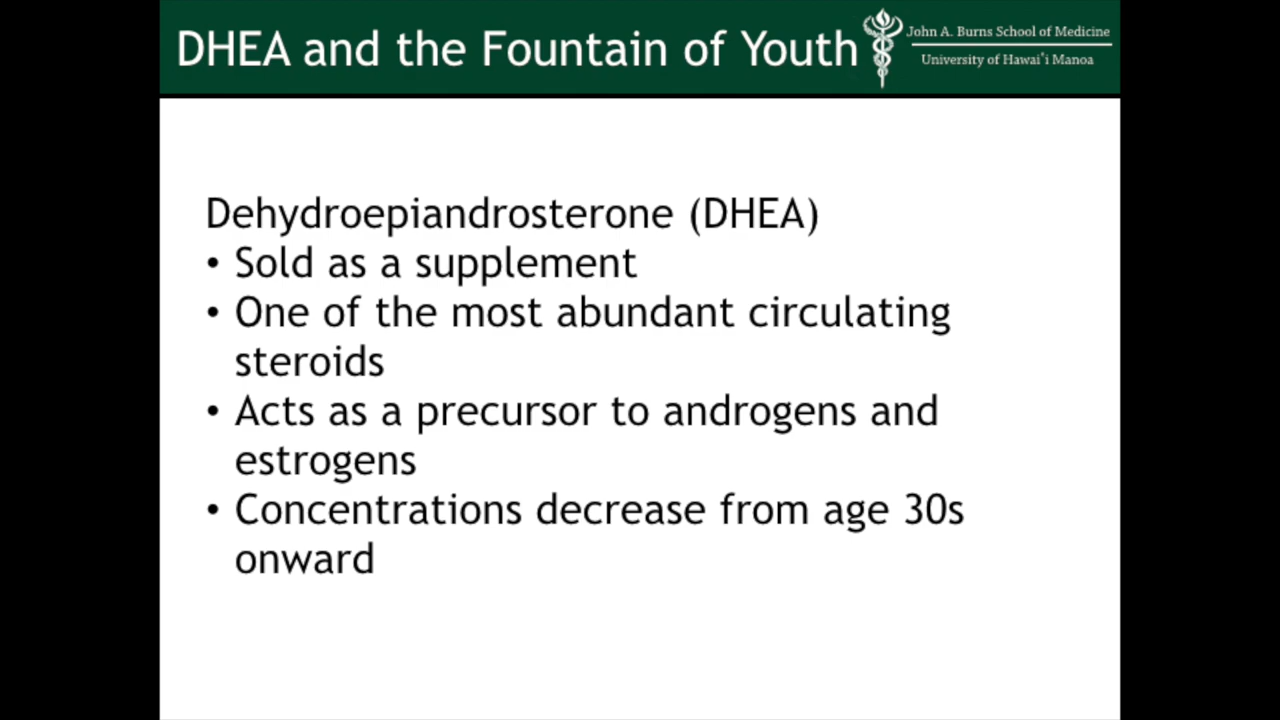 DHEA and the Fountain of Youth
John A. Burns School of Medicine
University of Hawaiʻi Manoa
Dehydroepiandrosterone (DHEA)
• Sold as a supplement
• One of the most abundant circulating
steroids
• Acts as a precursor to androgens and
estrogens
• Concentrations decrease from age 30s
onward